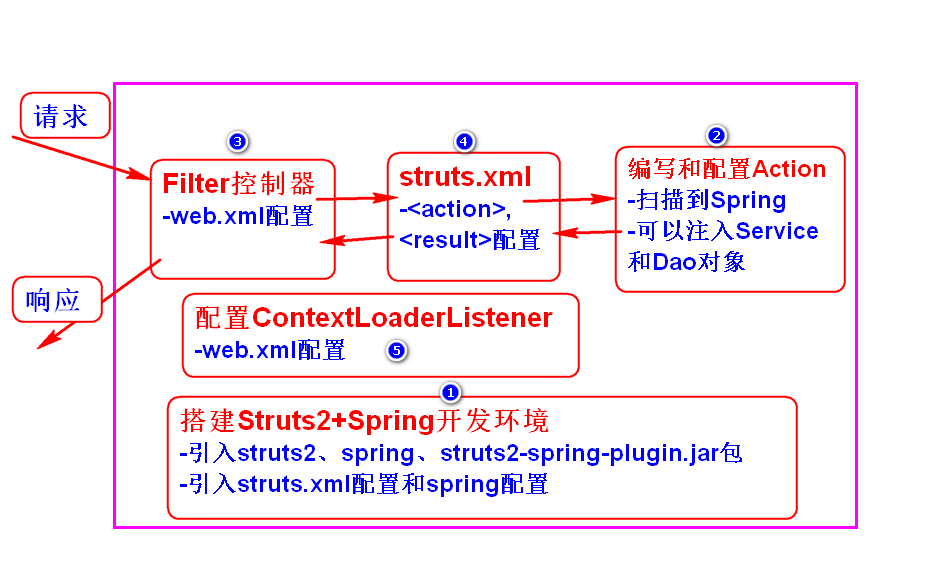 请求
③
Filter控制器
-web.xml配置
④
struts.xml
-<action>,
<result>配置
②
编写和配置Action
-扫描到Spring
-可以注入Service
和Dao对象
响应
配置ContextLoaderListener
-web.xml配置
⑤
①
搭建Struts2+Spring开发环境
-引入struts2、spring、struts2-spring-plugin.jar包
-引入struts.xml配置和spring配置